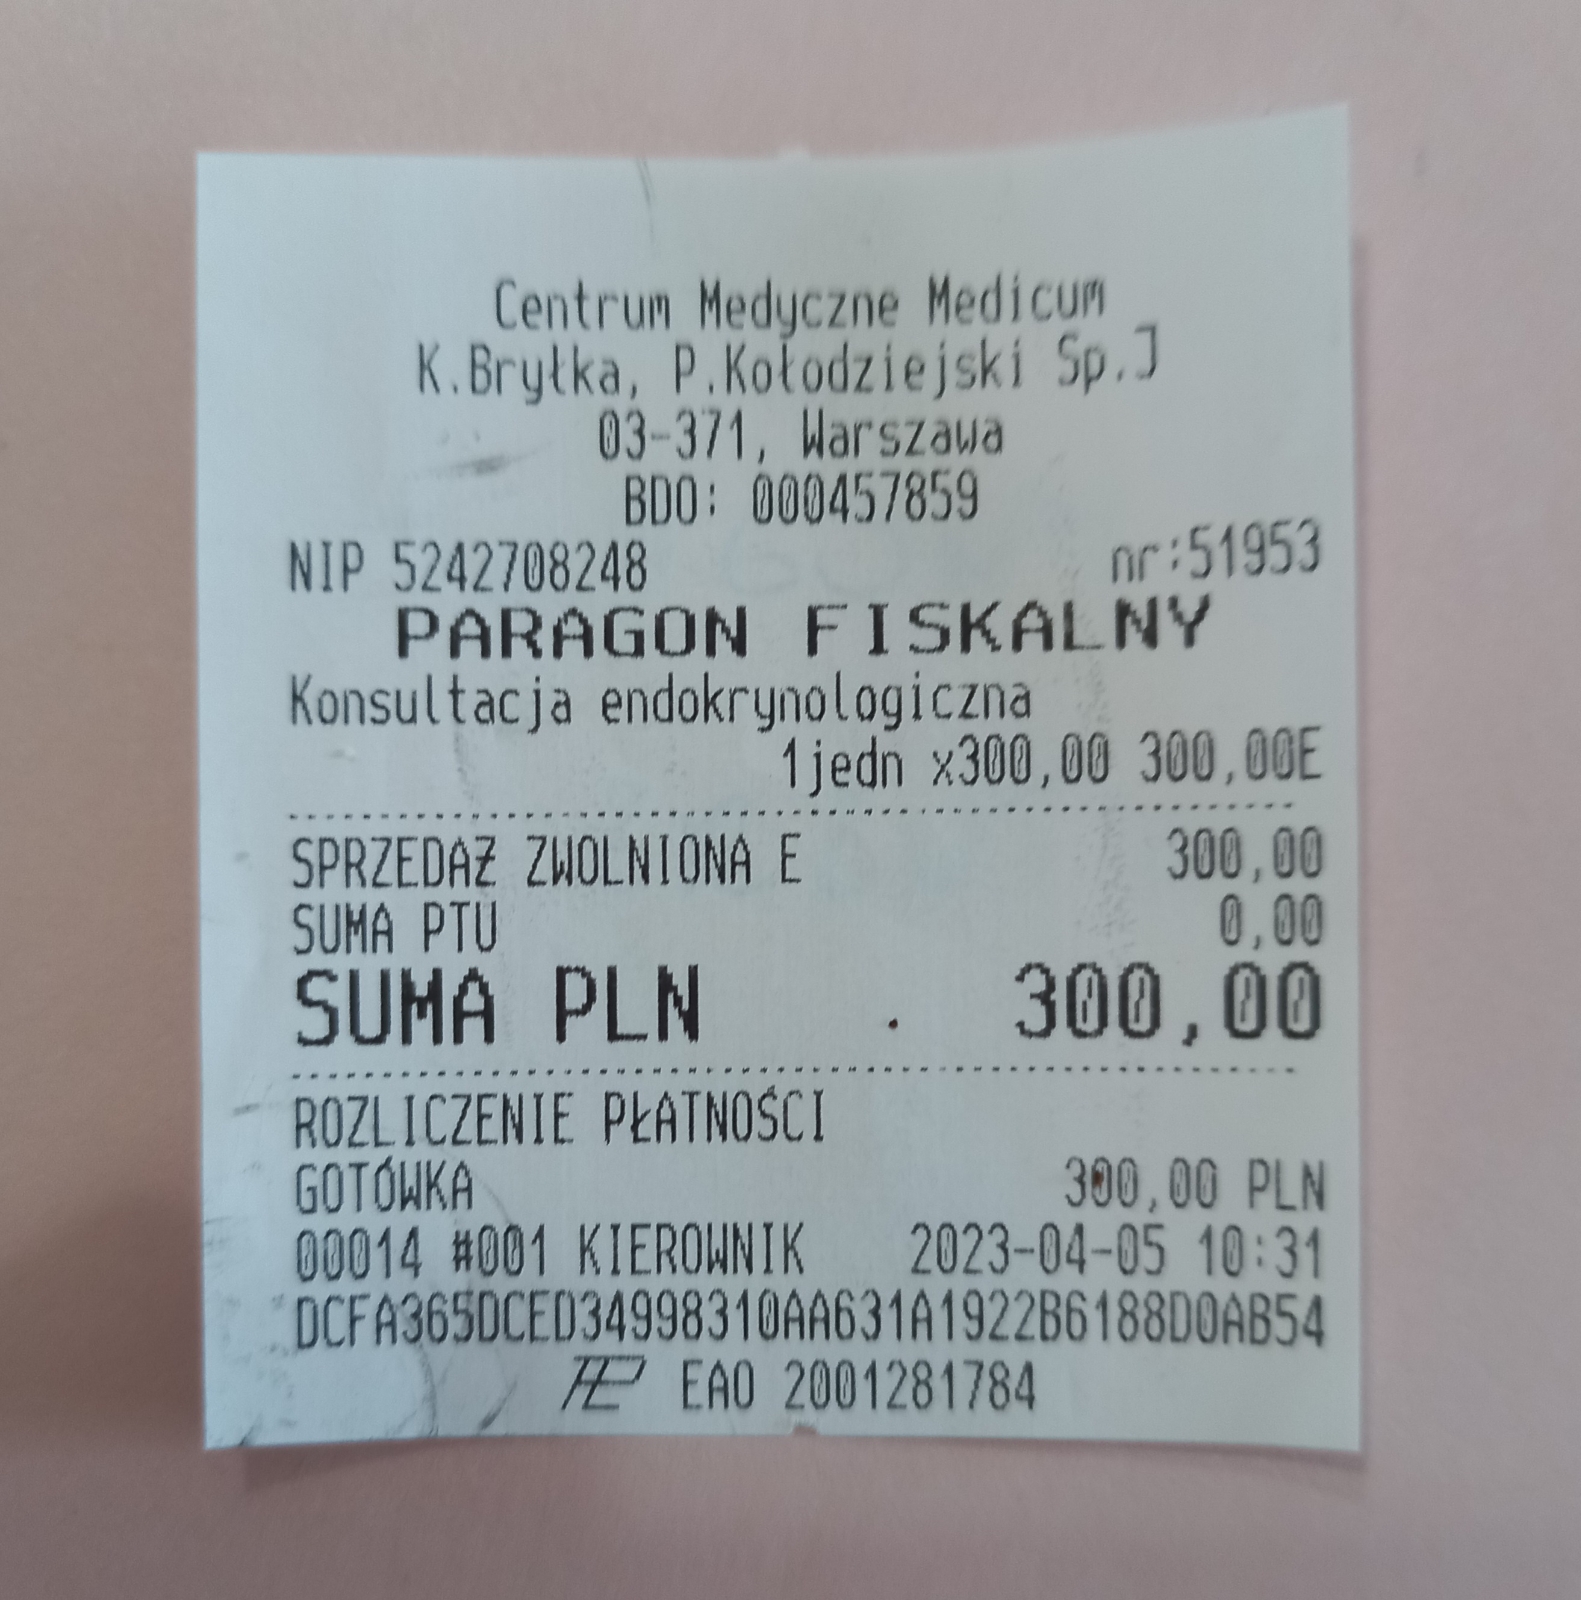 Centrum Medyczne Medicum
K.Bryłka, P.Kołodziejski Sp.J
03-371, Warszawa
BDO: 000457859
NIP 5242708248 nr:51953
PARAGON FISKALNY
Konsultacja endokrynologiczna
1jedn x300,00 300,00E
SPRZEDAŻ ZWOLNIONA E 300,00
SUMA PTU 0,00
SUMA PLN 300,00
ROZLICZENIE PŁATNOŚCI
GOTÓWKA 300,00 PLN
00014 #001 KIEROWNIK 2023-04-05 10:31
DCFA365DCED34998310AA631A1922B6188D0AB54
EAO 2001281784